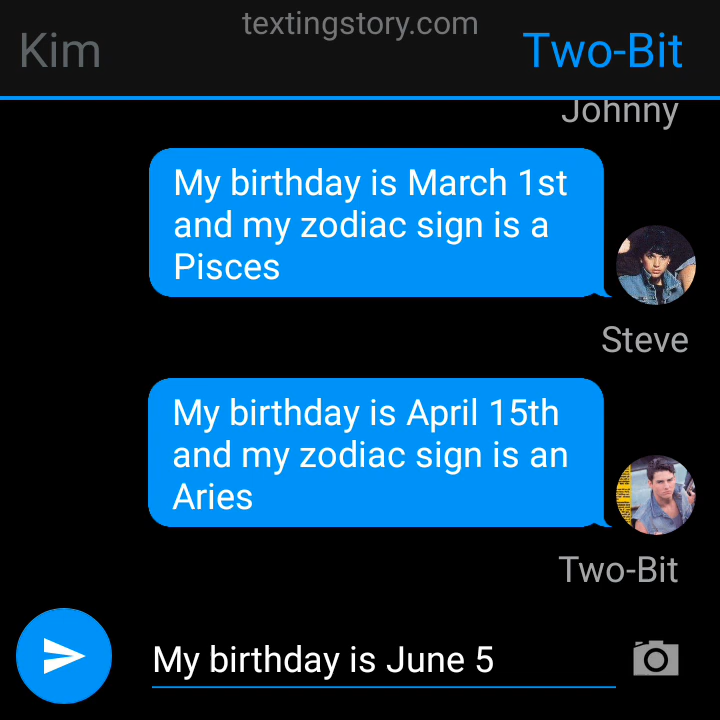 textingstory.com
Kim
Two-Bit
Johnny
My birthday is March 1st
and my zodiac sign is a
Pisces
Steve
My birthday is April 15th
and my zodiac sign is an
Aries
Two-Bit
My birthday is June 5